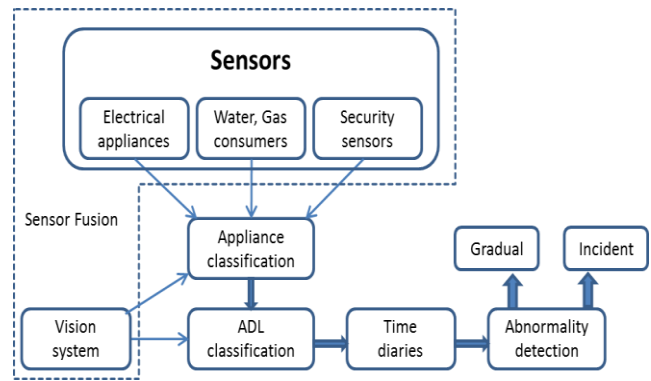 Sensors
Electrical
appliances
Water, Gas
consumers
Security
sensors
Sensor Fusion
Appliance
classification
Gradual
Incident
Vision
system
ADL
classification
Time
diaries
Abnormality
detection